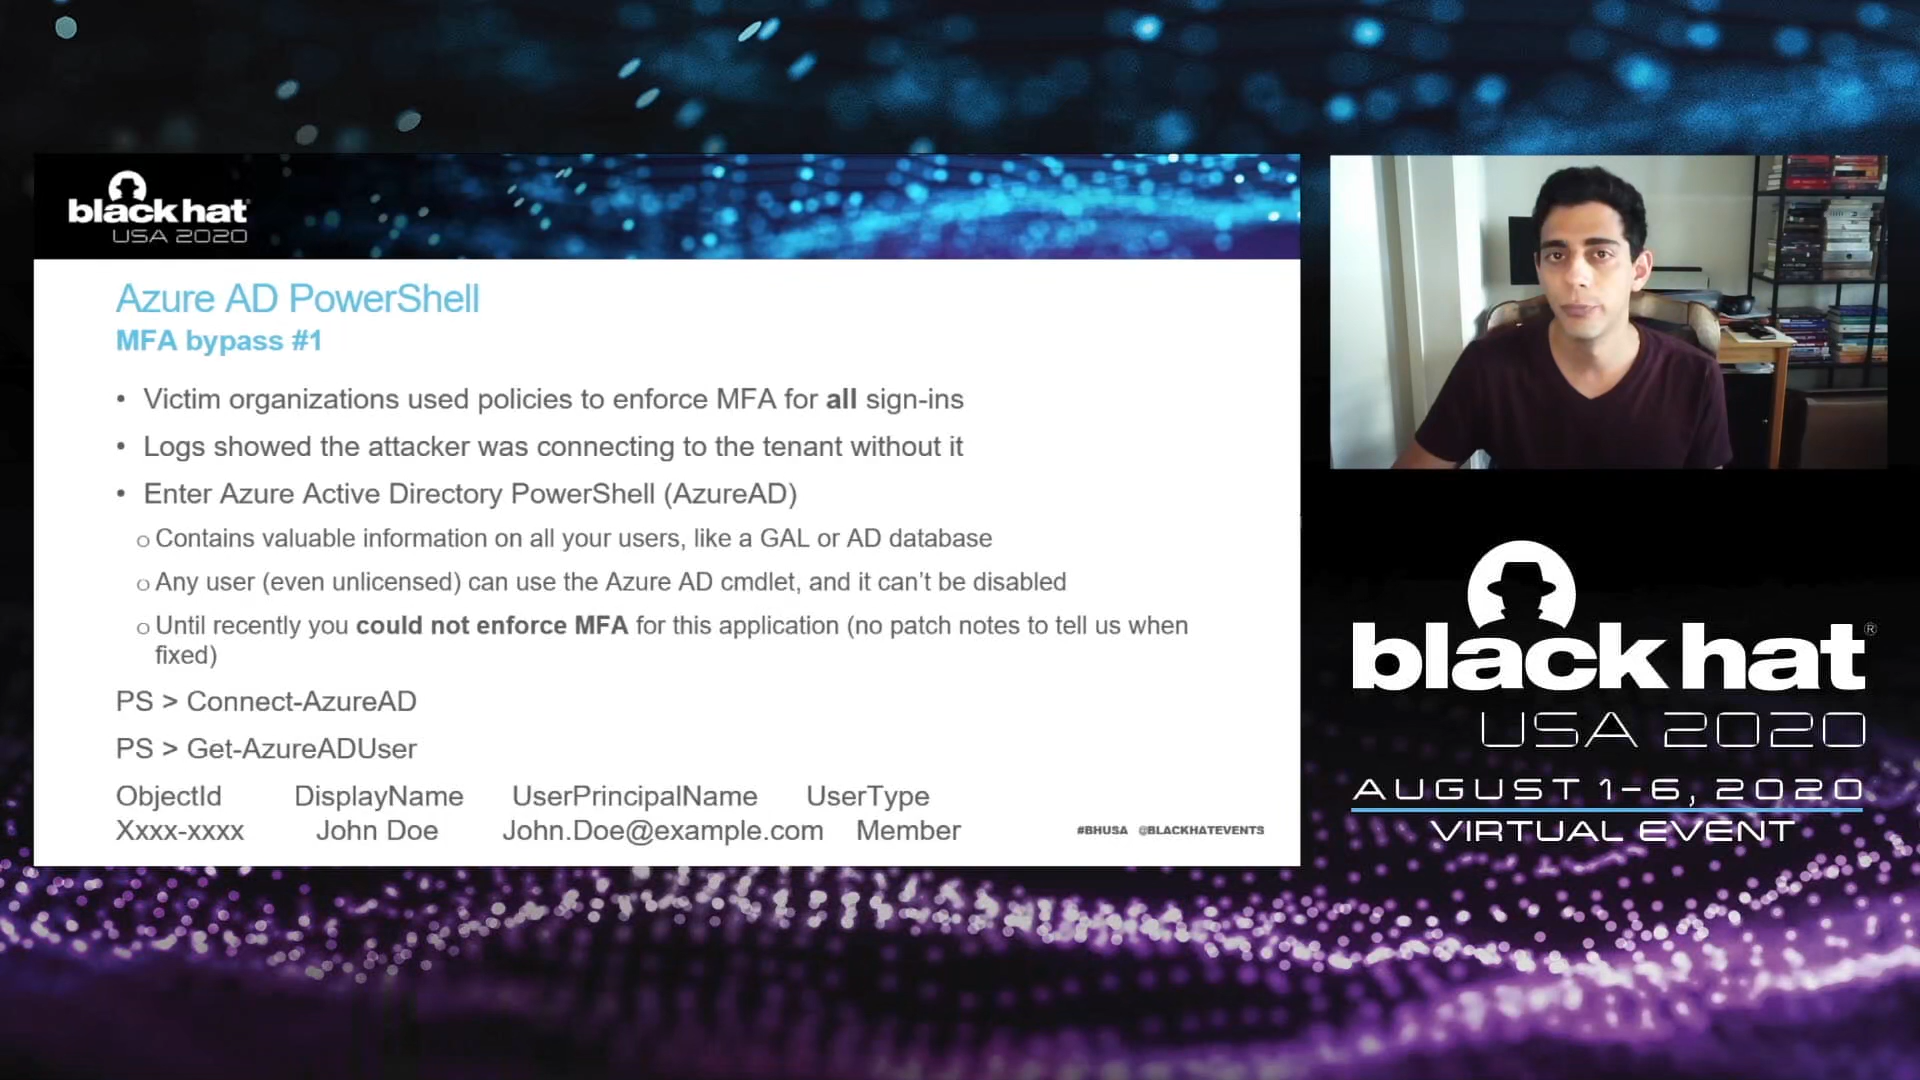 black hat
USA 2020
Azure AD PowerShell
MFA bypass #1
• Victim organizations used policies to enforce MFA for all sign-ins
• Logs showed the attacker was connecting to the tenant without it
• Enter Azure Active Directory PowerShell (AzureAD)
o Contains valuable information on all your users, like a GAL or AD database
o Any user (even unlicensed) can use the Azure AD cmdlet, and it can’t be disabled
o Until recently you could not enforce MFA for this application (no patch notes to tell us when
fixed)
PS > Connect-AzureAD
PS > Get-AzureADUser
ObjectId DisplayName UserPrincipalName UserType
Xxxx-xxxx John Doe John.Doe@example.com Member
#BHUSA @BLACKHATEVENTS
black hat®
USA 2020
AUGUST 1-6, 2020
VIRTUAL EVENT